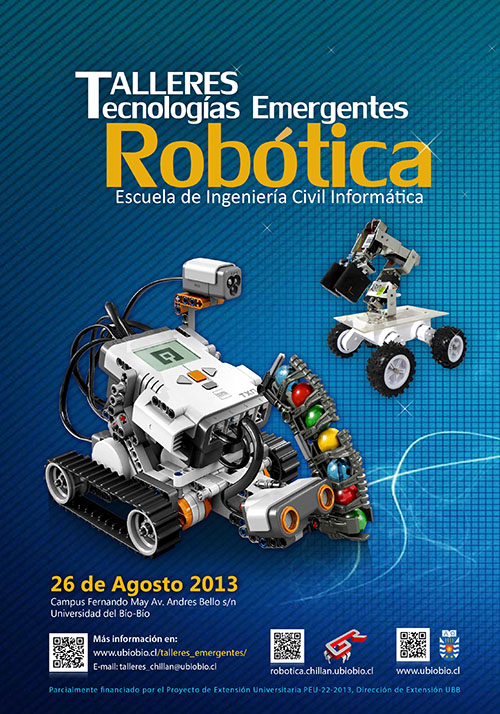 TALLERES
Tecnologías Emergentes
Robótica
Escuela de Ingeniería Civil Informática
NXT
26 de Agosto 2013
Campus Fernando May Av. Andres Bello s/n
Universidad del Bío-Bío
Más información en:
www.ubiobio.cl/talleres_emergentes/
E-mail: talleres_chillan@ubiobio.cl
robotica.chillan.ubiobio.cl
www.ubiobio.cl
Parcialmente financiado por el Proyecto de Extensión Universitaria PEU-22-2013, Dirección de Extensión UBB